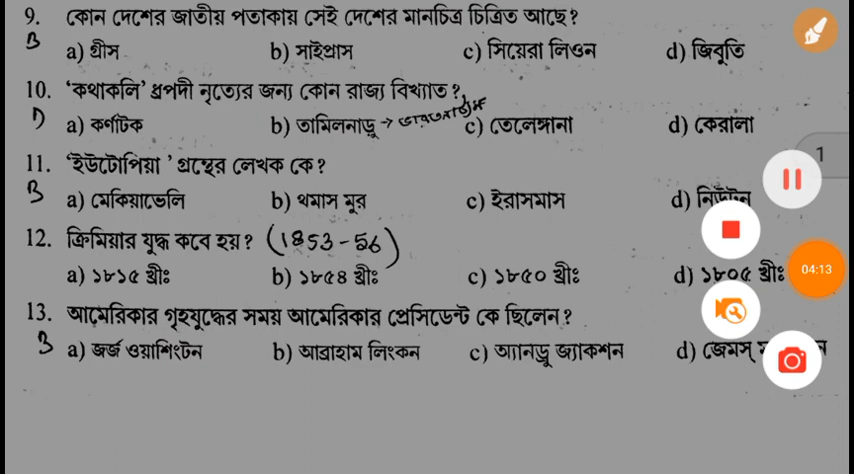 9. কোন দেশের জাতীয় পতাকায় সেই দেশের মানচিত্র চিত্রিত আছে?
B a) গ্রীস b) সাইপ্রাস c) সিয়েরা লিওন d) জিবুতি
10. ‘কথাকলি’ ধ্রুপদী নৃত্যের জন্য কোন রাজ্য বিখ্যাত?
D a) কর্ণাটক b) তামিলনাড়ু → ভারতনাট্যম c) তেলেঙ্গানা d) কেরালা
11. ‘ইউটোপিয়া’ গ্রন্থের লেখক কে?
B a) মেকিয়াভেলি b) থমাস মুর c) ইরাসমাস d) নিউটন
12. ক্রিমিয়ার যুদ্ধ কবে হয়? (1853-56)
a) ১৮১৫ খ্রীঃ b) ১৮৫৪ খ্রীঃ c) ১৮৫০ খ্রীঃ d) ১৮০৫ খ্রীঃ
13. আমেরিকার গৃহযুদ্ধের সময় আমেরিকার প্রেসিডেন্ট কে ছিলেন?
B a) জর্জ ওয়াশিংটন b) আব্রাহাম লিংকন c) অ্যানড্রু জ্যাকশন d) জেমস্
1
04:13